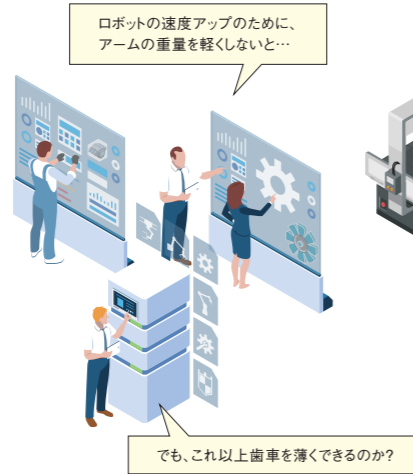 ロボットの速度アップのために、
アームの重量を軽くしないと…
でも、これ以上歯車を薄くできるのか?